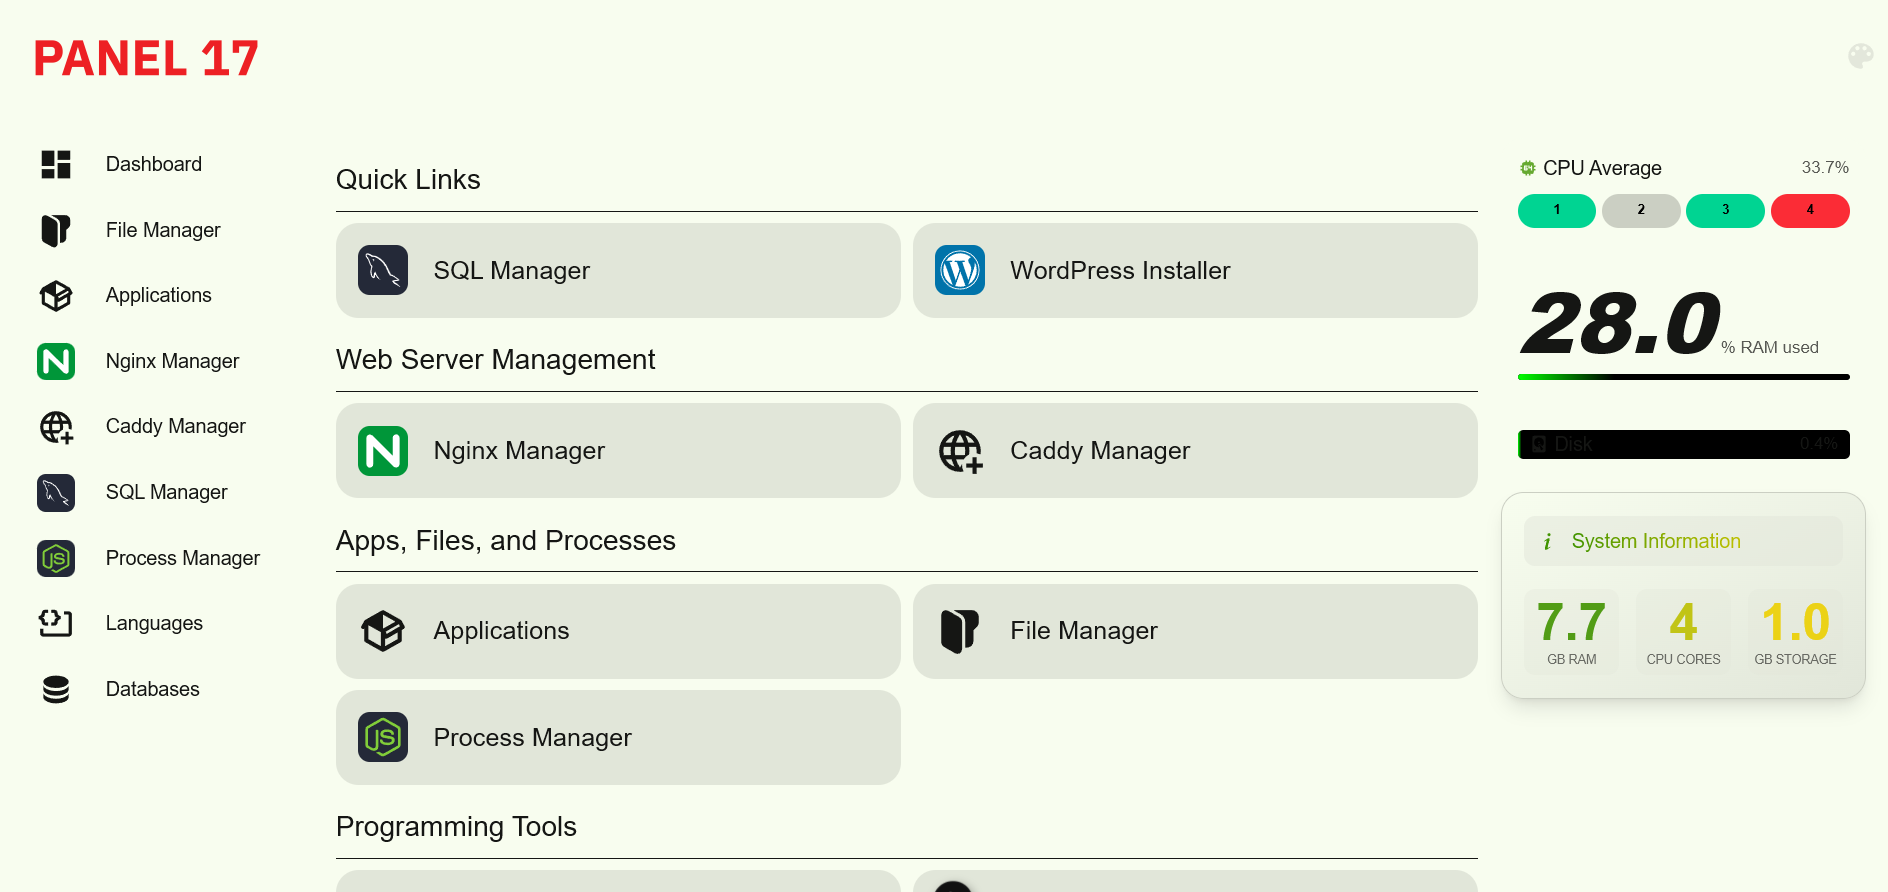 PANEL 17
Dashboard
File Manager
Applications
Nginx Manager
Caddy Manager
SQL Manager
Process Manager
Languages
Databases
Quick Links
SQL Manager
WordPress Installer
Web Server Management
Nginx Manager
Caddy Manager
Apps, Files, and Processes
Applications
File Manager
Process Manager
Programming Tools
CPU Average 33.7%
1 2 3 4
28.0 % RAM used
Disk 0.4%
System Information
7.7 4 1.0
GB RAM CPU CORES GB STORAGE